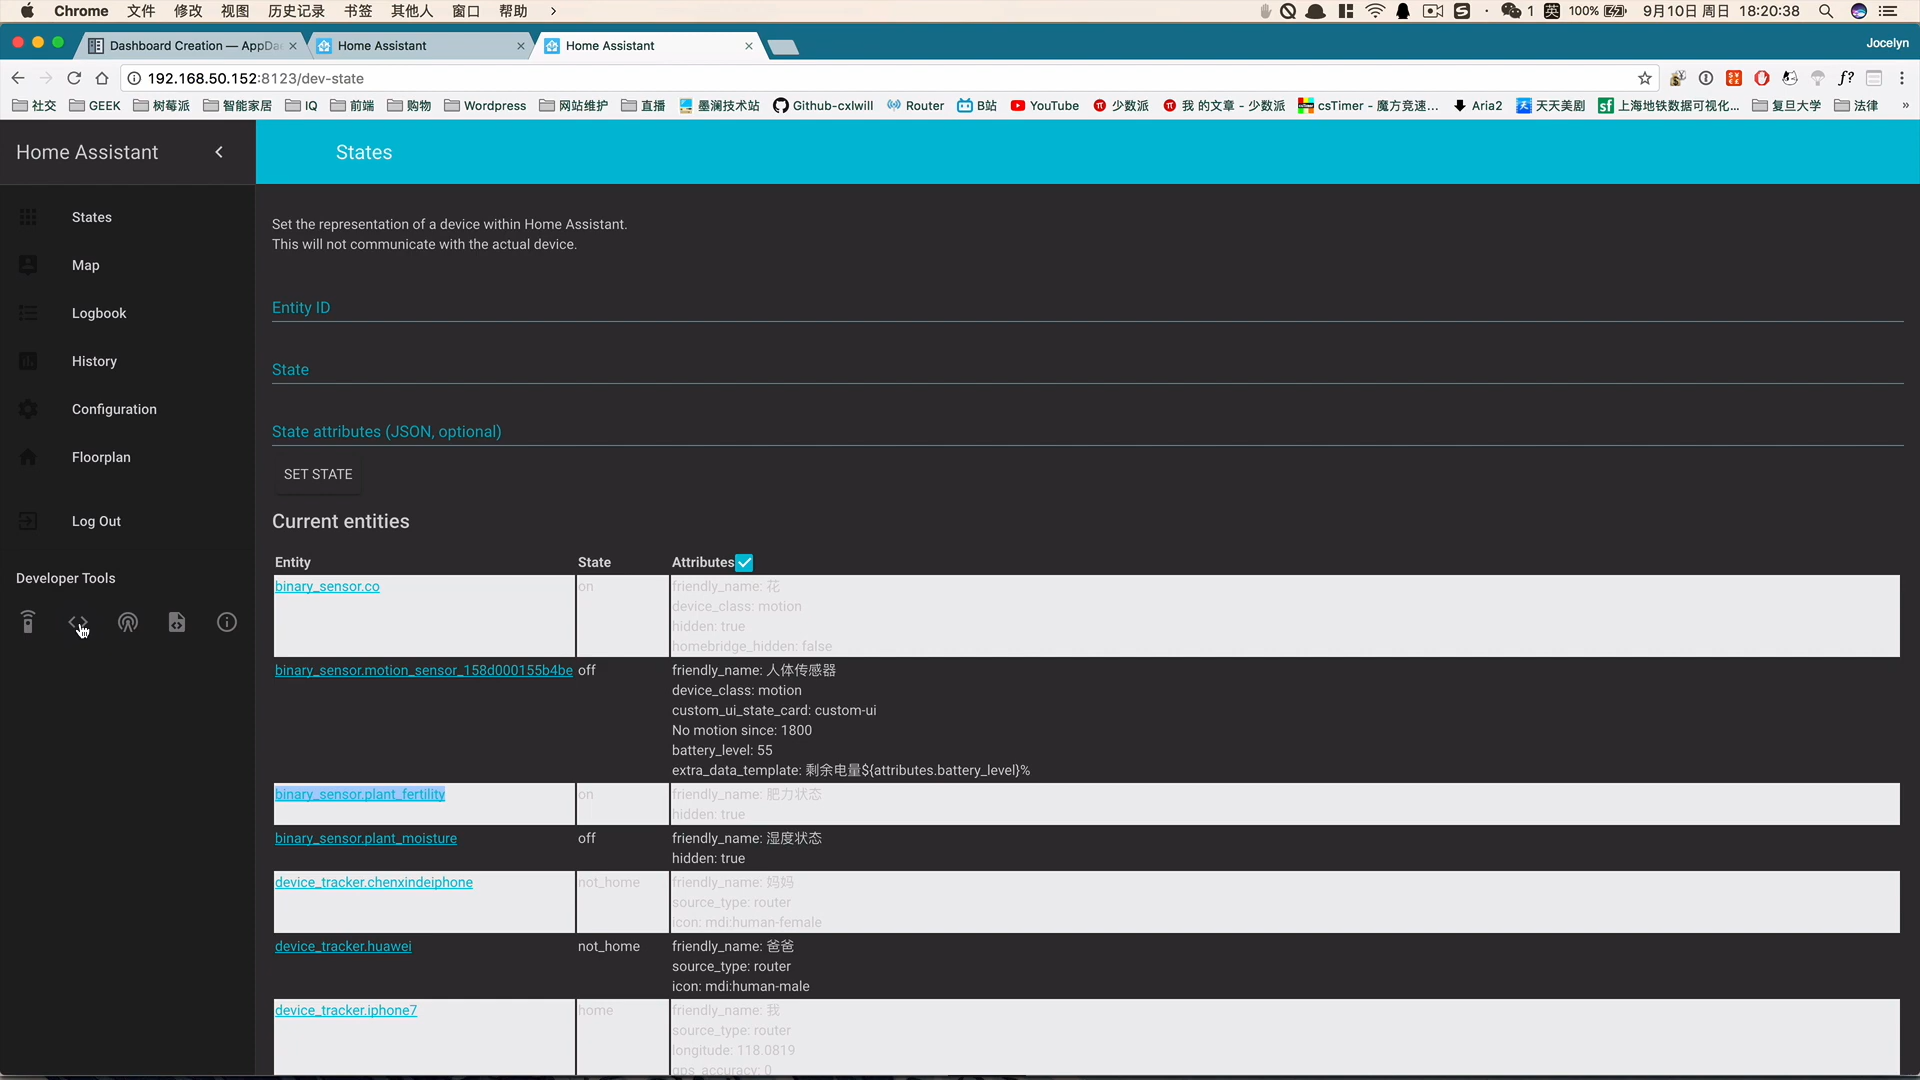 Chrome 文件 修改 视图 历史记录 书签 其他人 窗口 帮助 1 英 100% 9月10日 周日 18:20:38
Dashboard Creation — AppDa
Home Assistant
Home Assistant
Jocelyn
192.168.50.152:8123/dev-state
社交 GEEK 树莓派 智能家居 IQ 前端 购物 Wordpress 网站维护 直播 墨澜技术站 Github-cxlwill Router B站 YouTube 少数派 我 的文章 - 少数派 csTimer - 魔方竞速... Aria2 天天美剧 上海地铁数据可视化... 复旦大学 法律 »
Home Assistant
States
States
Map
Logbook
History
Configuration
Floorplan
Log Out
Developer Tools
Set the representation of a device within Home Assistant.
This will not communicate with the actual device.
Entity ID
State
State attributes (JSON, optional)
SET STATE
Current entities
Entity State Attributes
binary_sensor.co on friendly_name: 花
device_class: motion
hidden: true
homebridge_hidden: false
binary_sensor.motion_sensor_158d000155b4be off friendly_name: 人体传感器
device_class: motion
custom_ui_state_card: custom-ui
No motion since: 1800
battery_level: 55
extra_data_template: 剩余电量${attributes.battery_level}%
binary_sensor.plant_fertility on friendly_name: 肥力状态
hidden: true
binary_sensor.plant_moisture off friendly_name: 湿度状态
hidden: true
device_tracker.chenxindeiphone not_home friendly_name: 妈妈
source_type: router
icon: mdi:human-female
device_tracker.huawei not_home friendly_name: 爸爸
source_type: router
icon: mdi:human-male
device_tracker.iphone7 home friendly_name: 我
source_type: router
longitude: 118.0819
gps_accuracy: 0